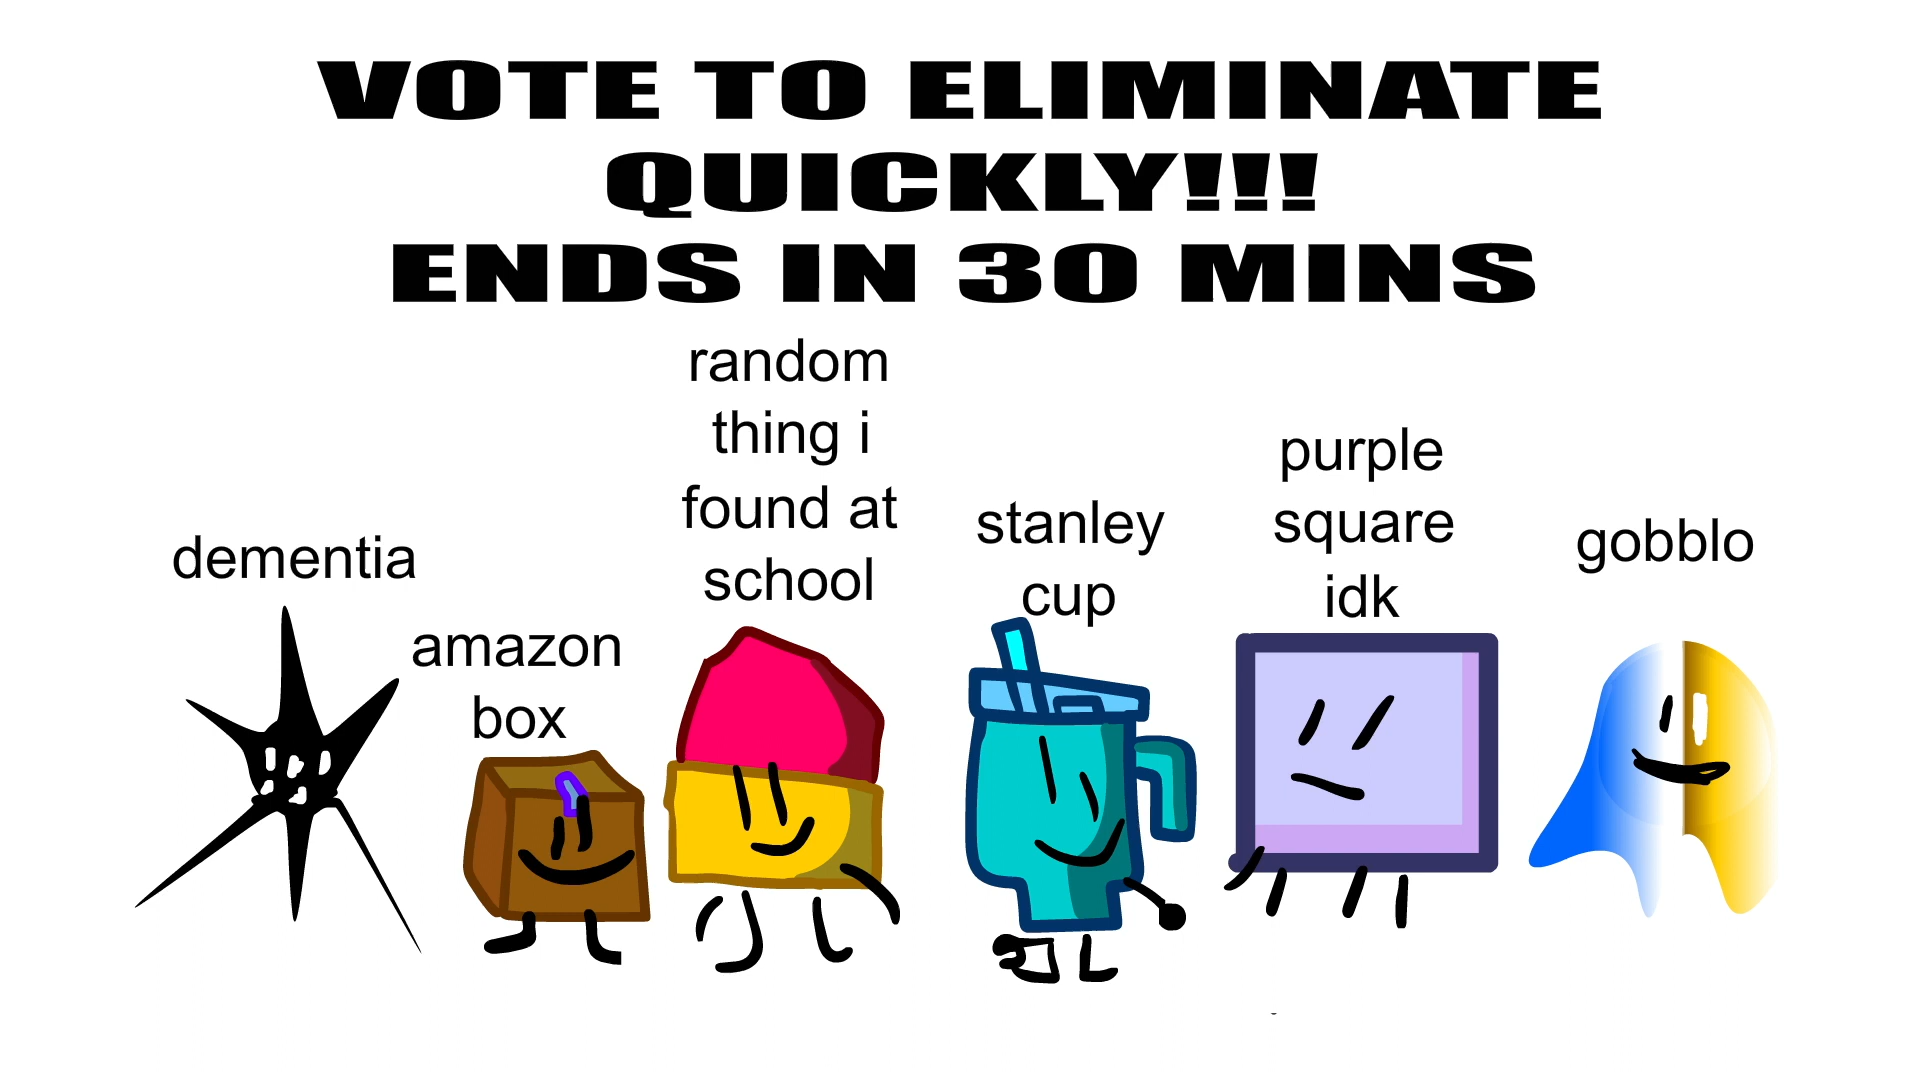 VOTE TO ELIMINATE
QUICKLY!!!
ENDS IN 30 MINS
dementia
amazon
box
random
thing i
found at
school
stanley
cup
purple
square
idk
gobblo